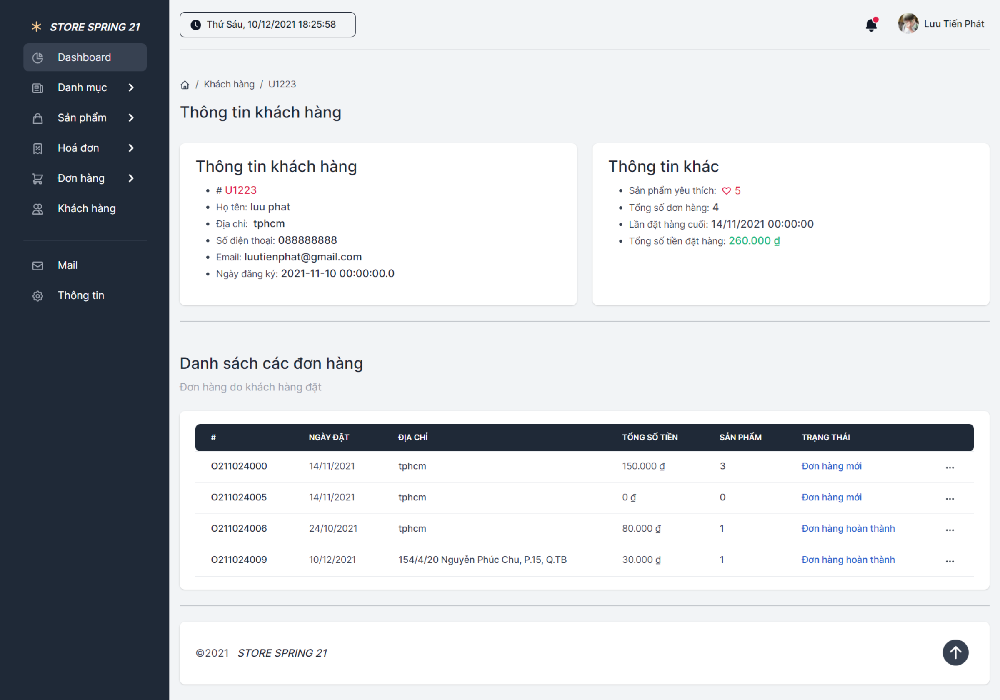 STORE SPRING 21
Dashboard
Danh mục
Sản phẩm
Hoá đơn
Đơn hàng
Khách hàng
Mail
Thông tin
Thứ Sáu, 10/12/2021 18:25:58
Lưu Tiến Phát
/ Khách hàng / U1223
Thông tin khách hàng
Thông tin khách hàng
# U1223
Họ tên: luu phat
Địa chỉ: tphcm
Số điện thoại: 088888888
Email: luutienphat@gmail.com
Ngày đăng ký: 2021-11-10 00:00:00.0
Thông tin khác
Sản phẩm yêu thích: 5
Tổng số đơn hàng: 4
Lần đặt hàng cuối: 14/11/2021 00:00:00
Tổng số tiền đặt hàng: 260.000 ₫
Danh sách các đơn hàng
Đơn hàng do khách hàng đặt
# NGÀY ĐẶT ĐỊA CHỈ TỔNG SỐ TIỀN SẢN PHẨM TRẠNG THÁI
O211024000 14/11/2021 tphcm 150.000 ₫ 3 Đơn hàng mới ...
O211024005 14/11/2021 tphcm 0 ₫ 0 Đơn hàng mới ...
O211024006 24/10/2021 tphcm 80.000 ₫ 1 Đơn hàng hoàn thành ...
O211024009 10/12/2021 154/4/20 Nguyễn Phúc Chu, P.15, Q.TB 30.000 ₫ 1 Đơn hàng hoàn thành ...
©2021 STORE SPRING 21